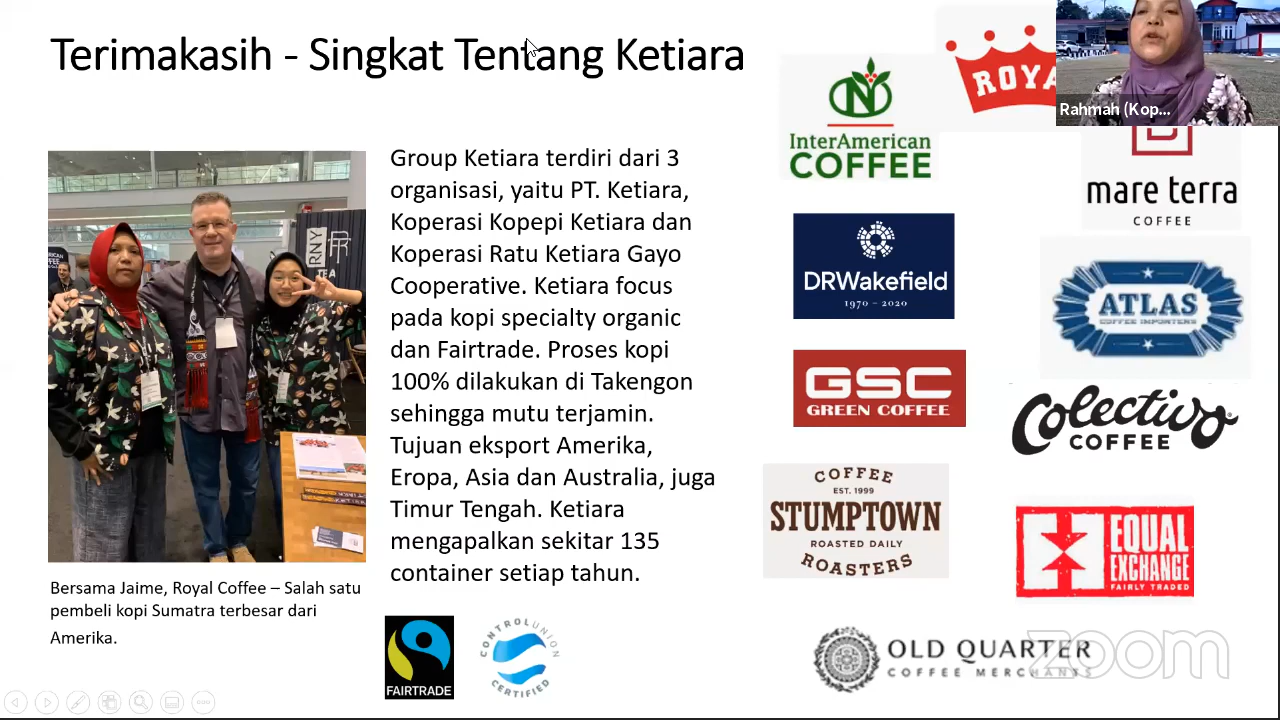 Terimakasih - Singkat Tentang Ketiara
Group Ketiara terdiri dari 3
organisasi, yaitu PT. Ketiara,
Koperasi Kopepi Ketiara dan
Koperasi Ratu Ketiara Gayo
Cooperative. Ketiara focus
pada kopi specialty organic
dan Fairtrade. Proses kopi
100% dilakukan di Takengon
sehingga mutu terjamin.
Tujuan eksport Amerika,
Eropa, Asia dan Australia, juga
Timur Tengah. Ketiara
mengapalkan sekitar 135
container setiap tahun.
Bersama Jaime, Royal Coffee – Salah satu
pembeli kopi Sumatra terbesar dari
Amerika.
FAIRTRADE
CONTROLUNION
CERTIFIED
InterAmerican
COFFEE
Rahmah (Kop...
mare terra
COFFEE
DRWakefield
1970 – 2020
ATLAS
COFFEE IMPORTERS
GSC
GREEN COFFEE
Colectivo
COFFEE
COFFEE
EST. 1999
STUMPTOWN
ROASTED DAILY
ROASTERS
EQUAL
EXCHANGE
FAIRLY TRADED
OLD QUARTER
COFFEE MERCHANTS
zoom